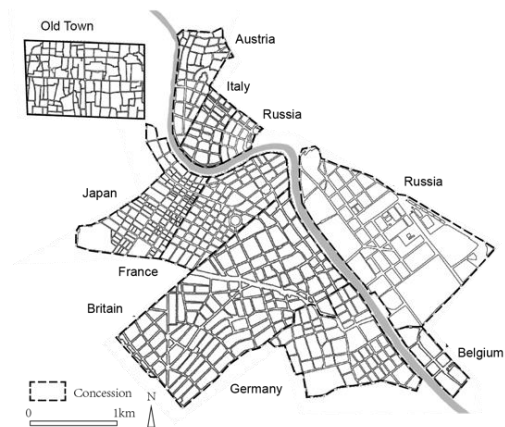 Old Town
Austria
Italy
Russia
Russia
Japan
France
Britain
Belgium
Germany
Concession
N
0 1km